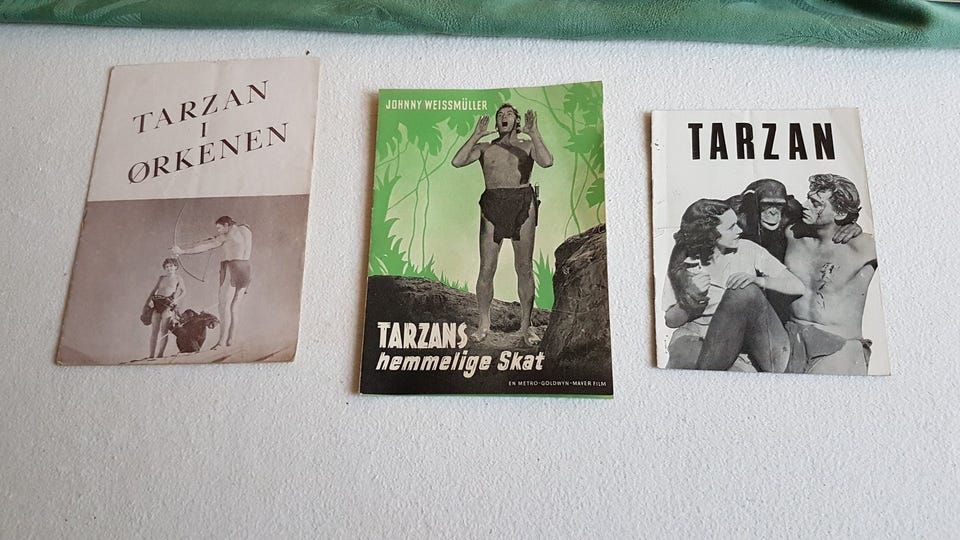 TARZAN
I
ØRKENEN
JOHNNY WEISSMÜLLER
TARZANS
hemmelige Skat
EN METRO-GOLDWYN-MAYER FILM
TARZAN